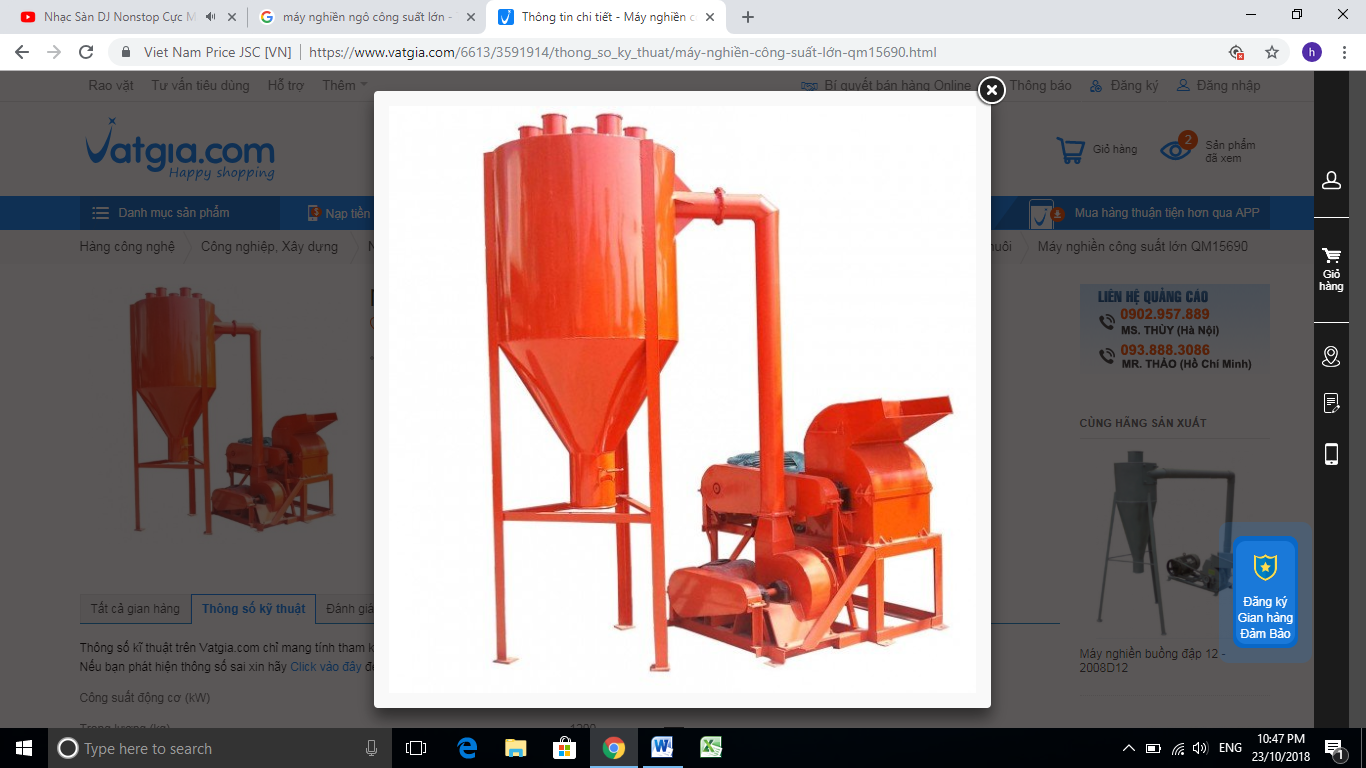 Nhạc Sàn DJ Nonstop Cực M
máy nghiền ngô công suất lớn -
Thông tin chi tiết - Máy nghiền c
Viet Nam Price JSC [VN] | https://www.vatgia.com/6613/3591914/thong_so_ky_thuat/máy-nghiền-công-suất-lớn-qm15690.html
h
Rao vặt Tư vấn tiêu dùng Hỗ trợ Thêm
Bí quyết bán hàng Online Thông báo Đăng ký Đăng nhập
Vatgia.com
Happy shopping
Giỏ hàng
2
Sản phẩm
đã xem
Danh mục sản phẩm
Nạp tiền
Mua hàng thuận tiện hơn qua APP
Hàng công nghệ Công nghiệp, Xây dựng
nuôi Máy nghiền công suất lớn QM15690
LIÊN HỆ QUẢNG CÁO
0902.957.889
MS. THỦY (Hà Nội)
093.888.3086
MR. THẢO (Hồ Chí Minh)
Giỏ
hàng
CÙNG HÃNG SẢN XUẤT
Đăng ký
Gian hàng
Đảm Bảo
Máy nghiền buồng đập 12 -
2008D12
Tất cả gian hàng Thông số kỹ thuật Đánh giá
Thông số kĩ thuật trên Vatgia.com chỉ mang tính tham k
Nếu bạn phát hiện thông số sai xin hãy Click vào đây để
Công suất động cơ (kW)
Trọng lượng (kg)
Type here to search
ENG
10:47 PM
23/10/2018
1